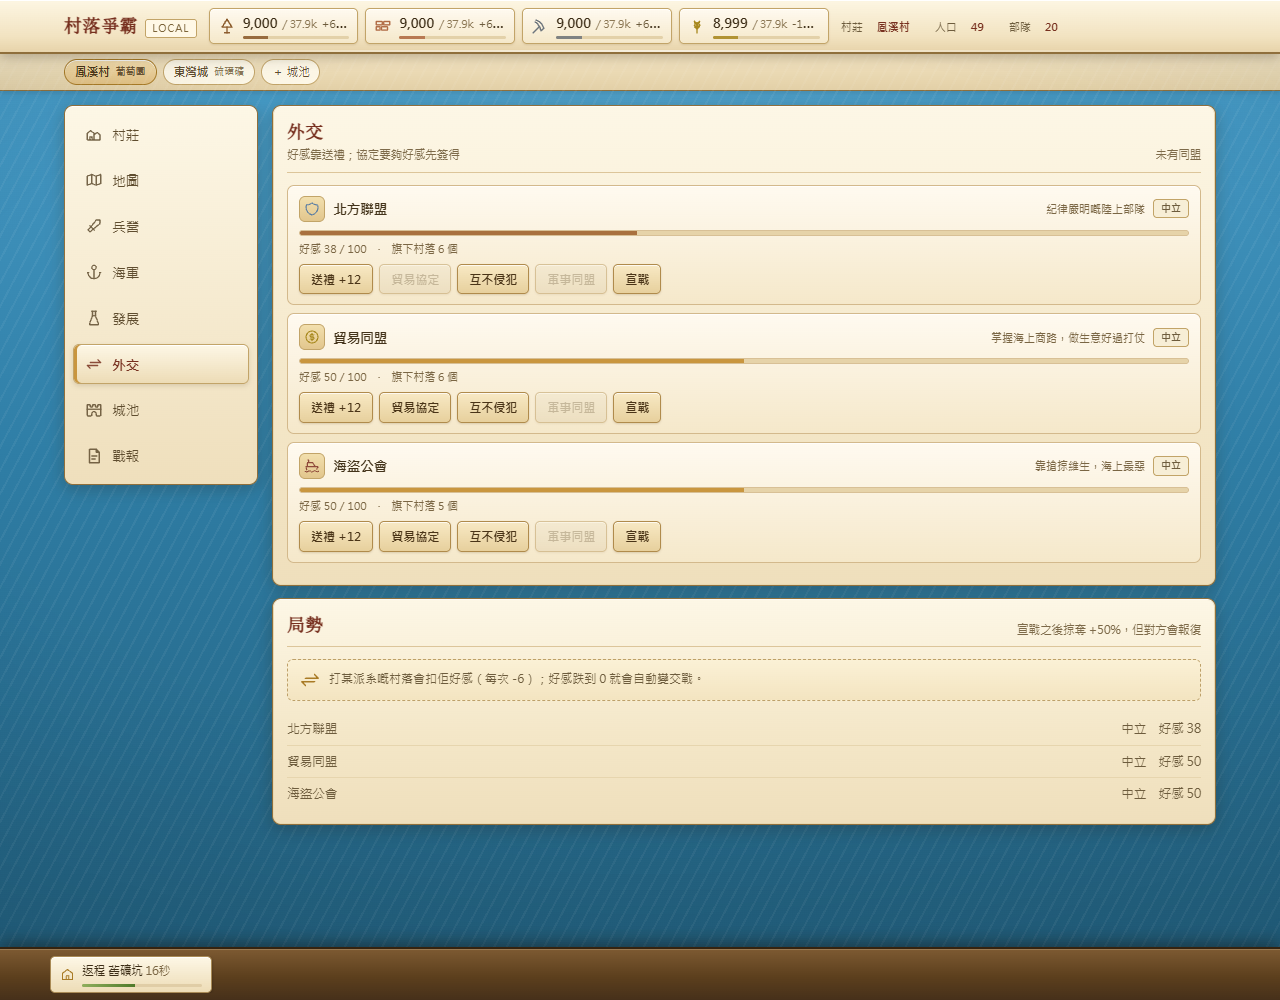 村落爭霸 LOCAL 9,000 / 37.9k +6... 9,000 / 37.9k +6... 9,000 / 37.9k +6... 8,999 / 37.9k -1... 村莊 風溪村 人口 49 部隊 20
風溪村 葡萄園 東灣城 硫磺礦 + 城池
村莊
地圖
兵營
海軍
發展
外交
城池
戰報
外交
好感靠送禮；協定要夠好感先簽得 未有同盟
北方聯盟 紀律嚴明嘅陸上部隊 中立
好感 38 / 100 · 旗下村落 6 個
送禮 +12 貿易協定 互不侵犯 軍事同盟 宣戰
貿易同盟 掌握海上商路，做生意好過打仗 中立
好感 50 / 100 · 旗下村落 6 個
送禮 +12 貿易協定 互不侵犯 軍事同盟 宣戰
海盜公會 靠搶掠維生，海上最惡 中立
好感 50 / 100 · 旗下村落 5 個
送禮 +12 貿易協定 互不侵犯 軍事同盟 宣戰
局勢 宣戰之後掠奪 +50%，但對方會報復
打某派系嘅村落會扣佢好感（每次 -6）；好感跌到 0 就會自動變交戰。
北方聯盟 中立 好感 38
貿易同盟 中立 好感 50
海盜公會 中立 好感 50
返程 舊礦坑 16秒